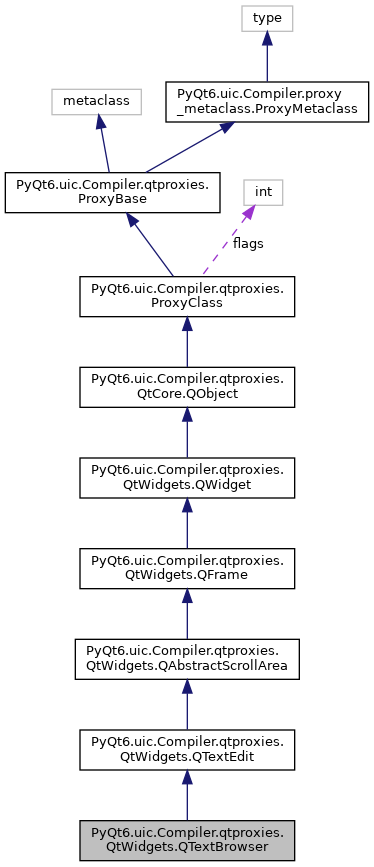 type
PyQt6.uic.Compiler.proxy
_metaclass.ProxyMetaclass
metaclass
PyQt6.uic.Compiler.qtproxies.
ProxyBase
int
flags
PyQt6.uic.Compiler.qtproxies.
ProxyClass
PyQt6.uic.Compiler.qtproxies.
QtCore.QObject
PyQt6.uic.Compiler.qtproxies.
QtWidgets.QWidget
PyQt6.uic.Compiler.qtproxies.
QtWidgets.QFrame
PyQt6.uic.Compiler.qtproxies.
QtWidgets.QAbstractScrollArea
PyQt6.uic.Compiler.qtproxies.
QtWidgets.QTextEdit
PyQt6.uic.Compiler.qtproxies.
QtWidgets.QTextBrowser